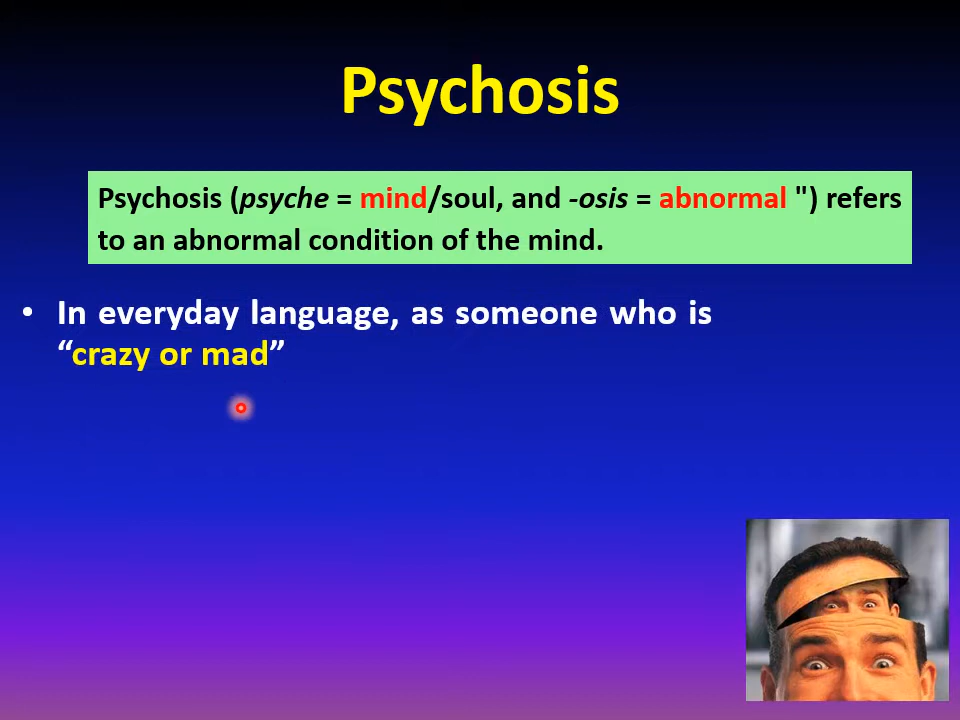 Psychosis
Psychosis (psyche = mind/soul, and -osis = abnormal ") refers
to an abnormal condition of the mind.
• In everyday language, as someone who is
“crazy or mad”